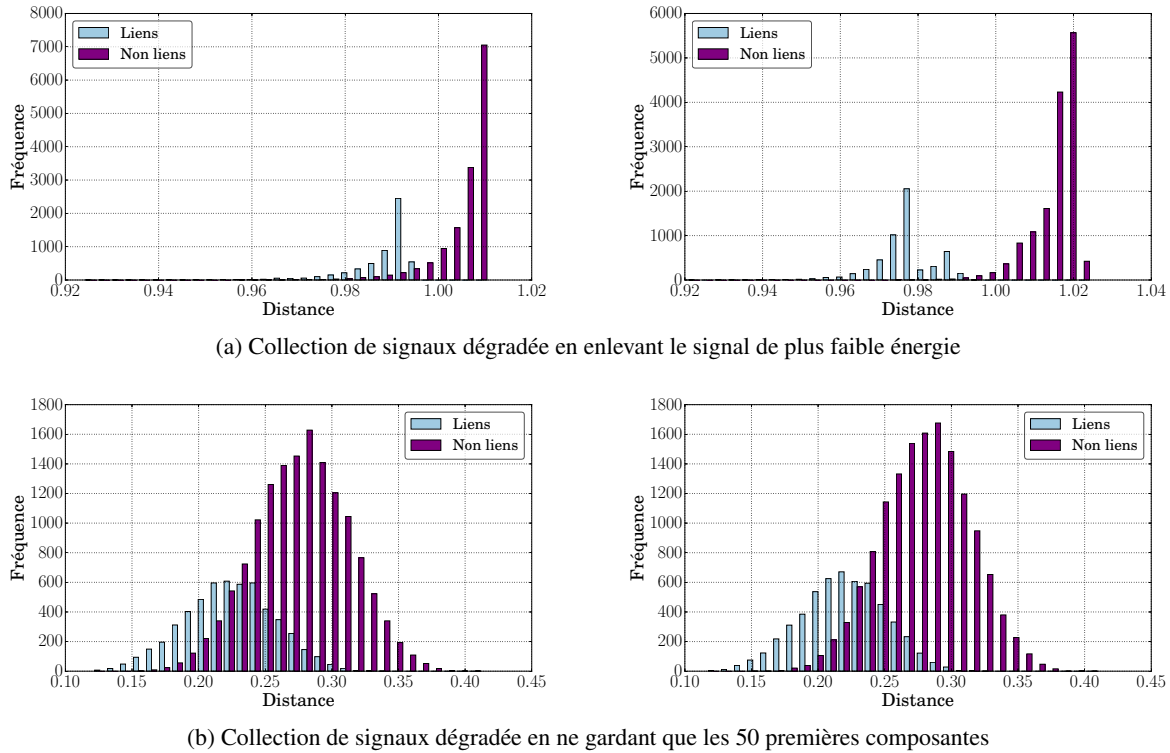 8000
7000
6000
5000
4000
3000
2000
1000
0
Fréquence
Liens
Non liens
0.92 0.94 0.96 0.98 1.00 1.02
Distance
6000
5000
4000
3000
2000
1000
0
Fréquence
Liens
Non liens
0.92 0.94 0.96 0.98 1.00 1.02 1.04
Distance
(a) Collection de signaux dégradée en enlevant le signal de plus faible énergie
1800
1600
1400
1200
1000
800
600
400
200
0
Fréquence
Liens
Non liens
0.10 0.15 0.20 0.25 0.30 0.35 0.40 0.45
Distance
1800
1600
1400
1200
1000
800
600
400
200
0
Fréquence
Liens
Non liens
0.10 0.15 0.20 0.25 0.30 0.35 0.40 0.45
Distance
(b) Collection de signaux dégradée en ne gardant que les 50 premières composantes